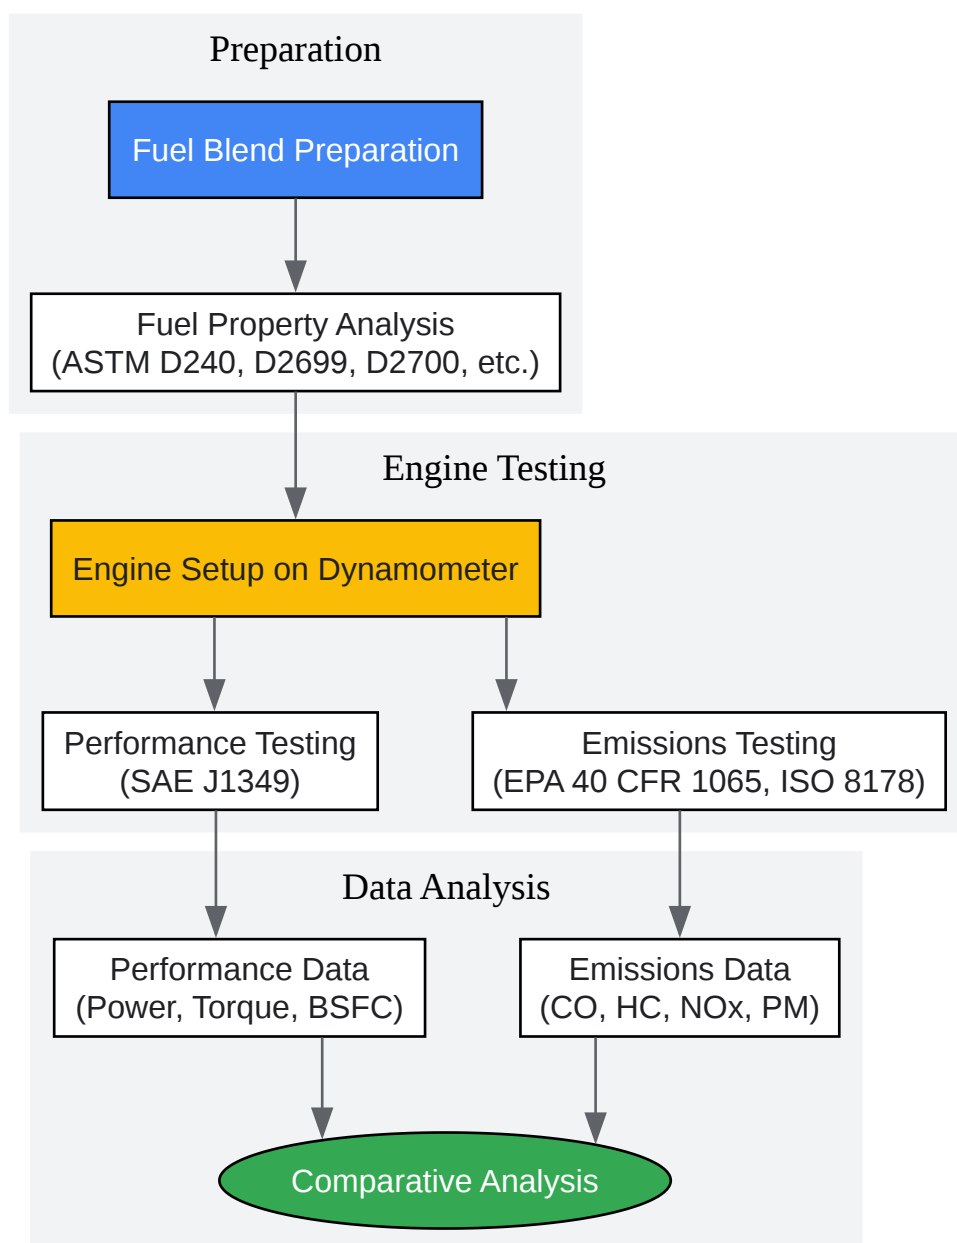 Preparation
Fuel Blend Preparation
Fuel Property Analysis
(ASTM D240, D2699, D2700, etc.)
Engine Testing
Engine Setup on Dynamometer
Performance Testing
(SAE J1349)
Emissions Testing
(EPA 40 CFR 1065, ISO 8178)
Data Analysis
Performance Data
(Power, Torque, BSFC)
Emissions Data
(CO, HC, NOx, PM)
Comparative Analysis